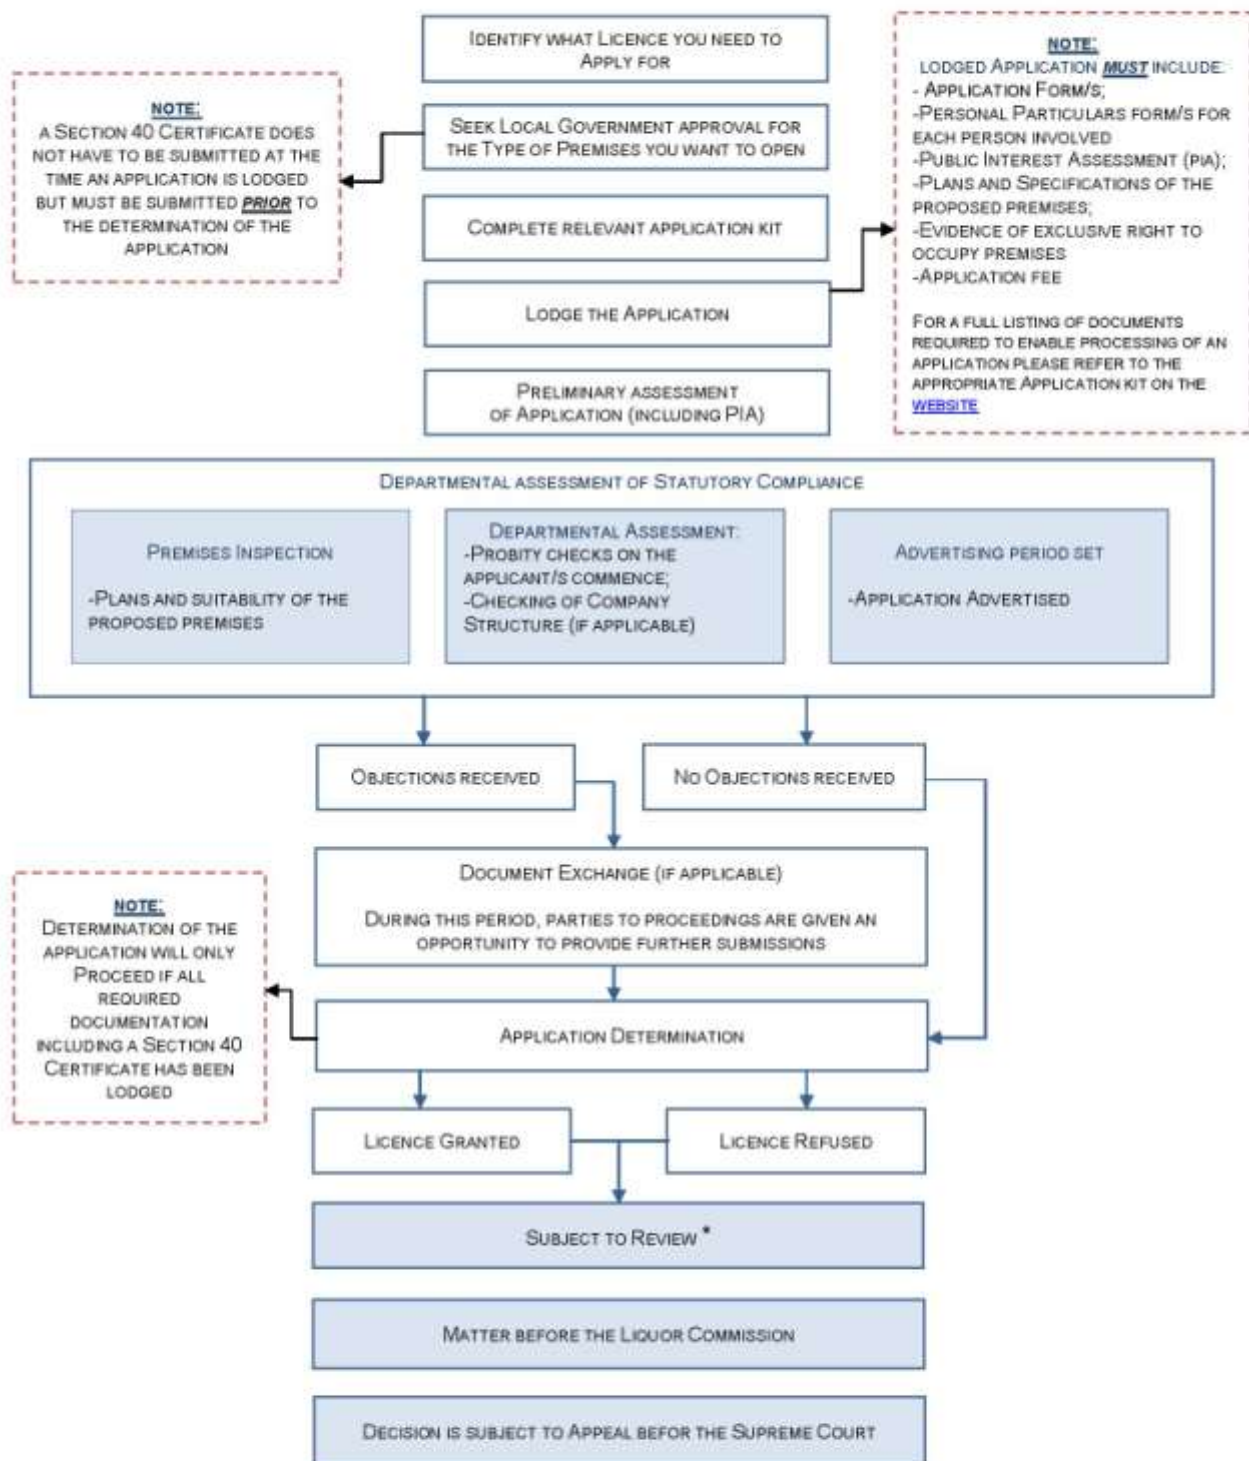 IDENTIFY WHAT LICENCE YOU NEED TO
APPLY FOR
NOTE:
A SECTION 40 CERTIFICATE DOES
NOT HAVE TO BE SUBMITTED AT THE
TIME AN APPLICATION IS LODGED
BUT MUST BE SUBMITTED PRIOR TO
THE DETERMINATION OF THE
APPLICATION
SEEK LOCAL GOVERNMENT APPROVAL FOR
THE TYPE OF PREMISES YOU WANT TO OPEN
COMPLETE RELEVANT APPLICATION KIT
LODGE THE APPLICATION
PRELIMINARY ASSESSMENT
OF APPLICATION (INCLUDING PIA)
NOTE:
LODGED APPLICATION MUST INCLUDE:
- APPLICATION FORM/S;
-PERSONAL PARTICULARS FORM/S FOR
EACH PERSON INVOLVED
-PUBLIC INTEREST ASSESSMENT (PIA);
-PLANS AND SPECIFICATIONS OF THE
PROPOSED PREMISES;
-EVIDENCE OF EXCLUSIVE RIGHT TO
OCCUPY PREMISES
-APPLICATION FEE
FOR A FULL LISTING OF DOCUMENTS
REQUIRED TO ENABLE PROCESSING OF AN
APPLICATION PLEASE REFER TO THE
APPROPRIATE APPLICATION KIT ON THE
WEBSITE
DEPARTMENTAL ASSESSMENT OF STATUTORY COMPLIANCE
PREMISES INSPECTION
-PLANS AND SUITABILITY OF THE
PROPOSED PREMISES
DEPARTMENTAL ASSESSMENT:
-PROBITY CHECKS ON THE
APPLICANT/S COMMENCE;
-CHECKING OF COMPANY
STRUCTURE (IF APPLICABLE)
ADVERTISING PERIOD SET
-APPLICATION ADVERTISED
OBJECTIONS RECEIVED
NO OBJECTIONS RECEIVED
DOCUMENT EXCHANGE (IF APPLICABLE)
DURING THIS PERIOD, PARTIES TO PROCEEDINGS ARE GIVEN AN
OPPORTUNITY TO PROVIDE FURTHER SUBMISSIONS
NOTE:
DETERMINATION OF THE
APPLICATION WILL ONLY
PROCEED IF ALL
REQUIRED
DOCUMENTATION
INCLUDING A SECTION 40
CERTIFICATE HAS BEEN
LODGED
APPLICATION DETERMINATION
LICENCE GRANTED
LICENCE REFUSED
SUBJECT TO REVIEW *
MATTER BEFORE THE LIQUOR COMMISSION
DECISION IS SUBJECT TO APPEAL BEFOR THE SUPREME COURT